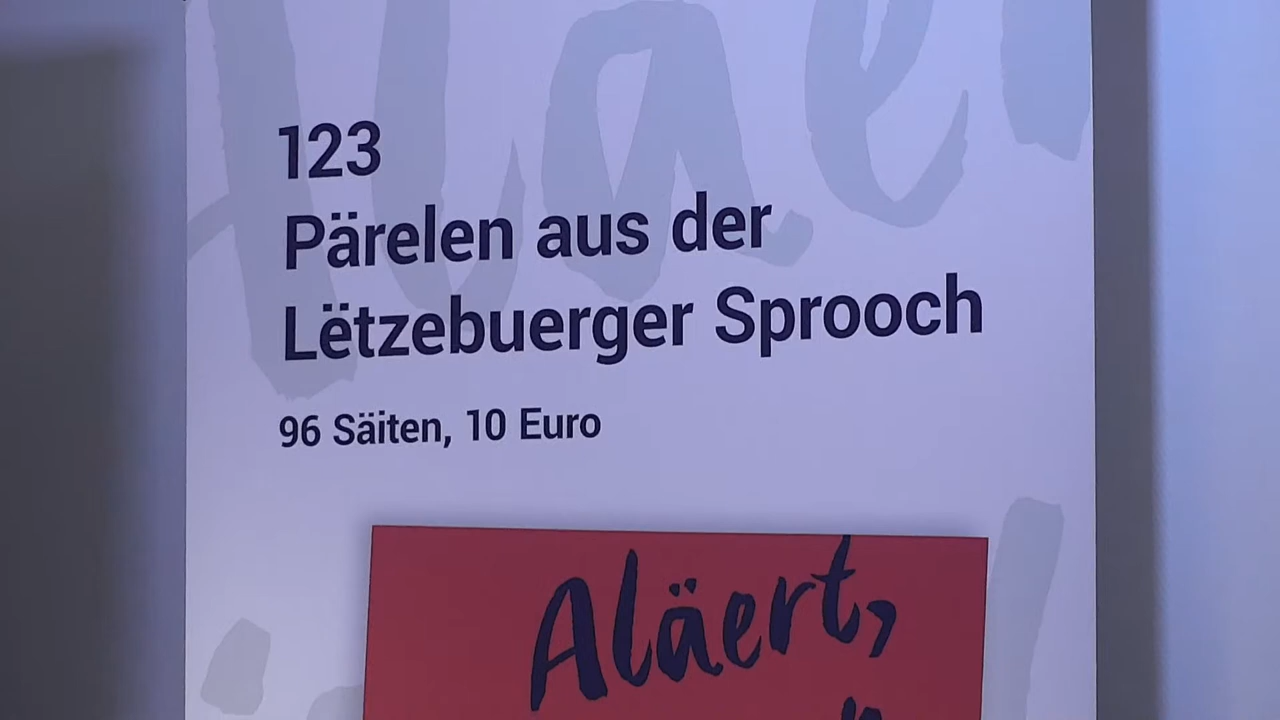 123
Pärelen aus der
Lëtzebuerger Sprooch
96 Säiten, 10 Euro
Aläert,